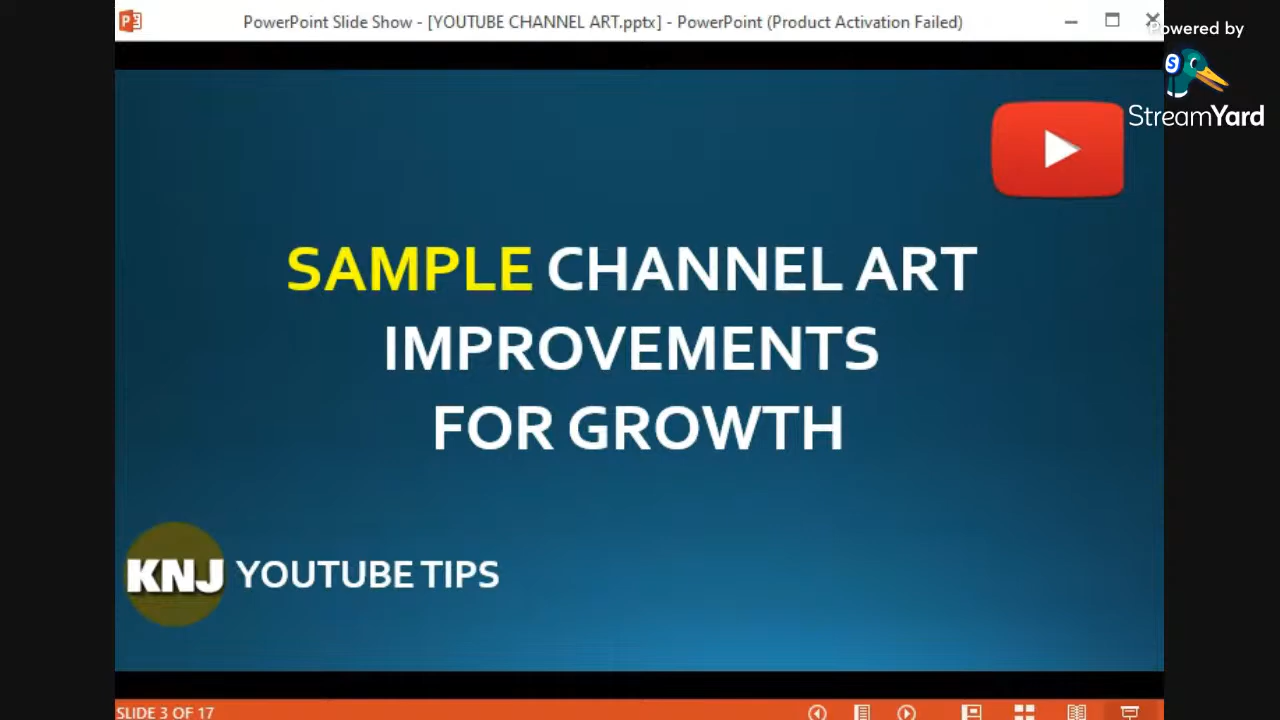 PowerPoint Slide Show - [YOUTUBE CHANNEL ART.pptx] - PowerPoint (Product Activation Failed)
Powered by
StreamYard
SAMPLE CHANNEL ART
IMPROVEMENTS
FOR GROWTH
KNJ YOUTUBE TIPS
SLIDE 3 OF 17